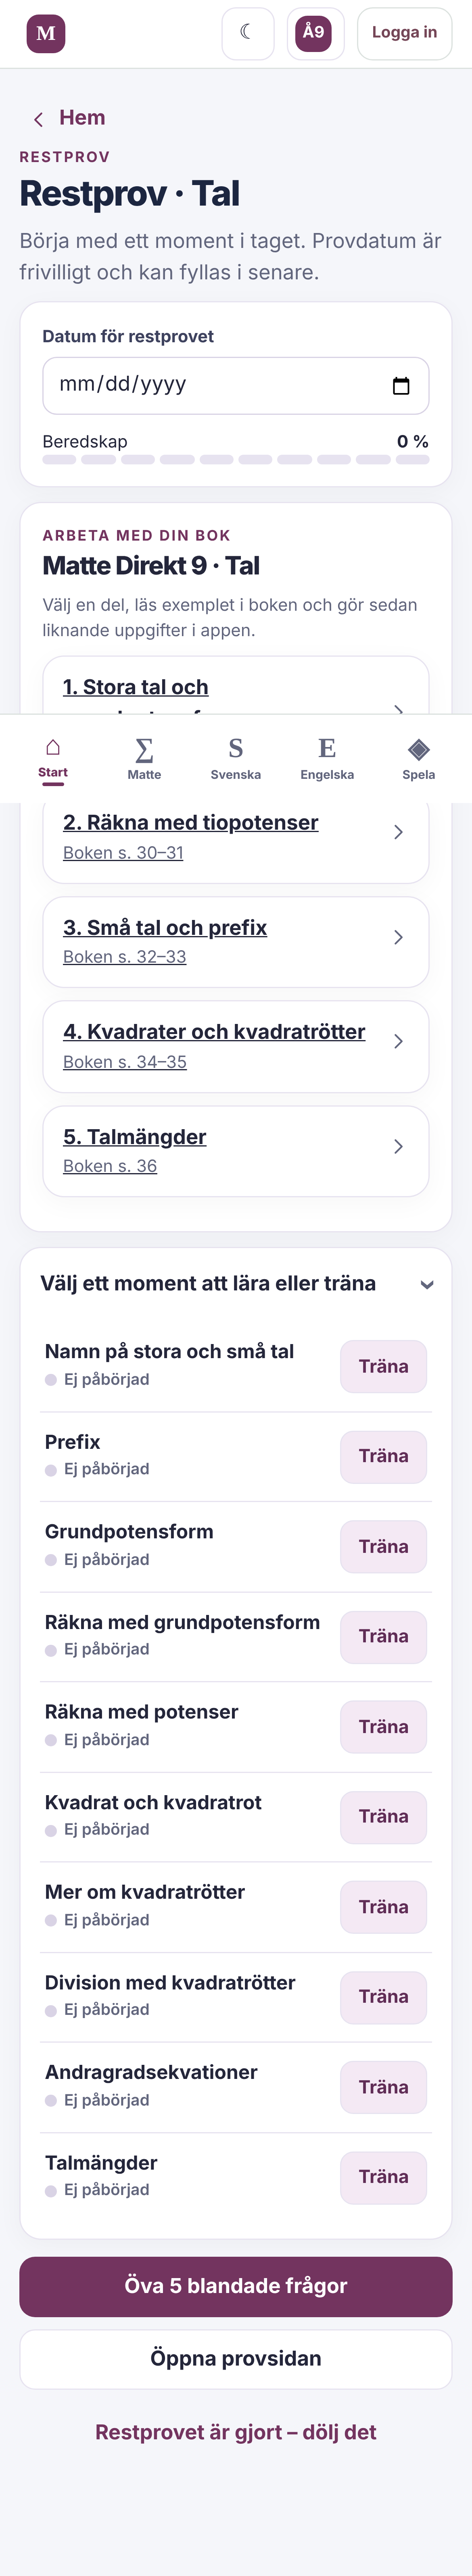 M
Å9
Logga in
Hem
RESTPROV
Restprov · Tal
Börja med ett moment i taget. Provdatum är
frivilligt och kan fyllas i senare.
Datum för restprovet
mm/dd/yyyy
Beredskap
0 %
ARBETA MED DIN BOK
Matte Direkt 9 · Tal
Välj en del, läs exemplet i boken och gör sedan
liknande uppgifter i appen.
1. Stora tal och
Start
∑
Matte
S
Svenska
E
Engelska
Spela
2. Räkna med tiopotenser
Boken s. 30–31
3. Små tal och prefix
Boken s. 32–33
4. Kvadrater och kvadratrötter
Boken s. 34–35
5. Talmängder
Boken s. 36
Välj ett moment att lära eller träna
Namn på stora och små tal
Ej påbörjad
Träna
Prefix
Ej påbörjad
Träna
Grundpotensform
Ej påbörjad
Träna
Räkna med grundpotensform
Ej påbörjad
Träna
Räkna med potenser
Ej påbörjad
Träna
Kvadrat och kvadratrot
Ej påbörjad
Träna
Mer om kvadratrötter
Ej påbörjad
Träna
Division med kvadratrötter
Ej påbörjad
Träna
Andragradsekvationer
Ej påbörjad
Träna
Talmängder
Ej påbörjad
Träna
Öva 5 blandade frågor
Öppna provsidan
Restprovet är gjort – dölj det